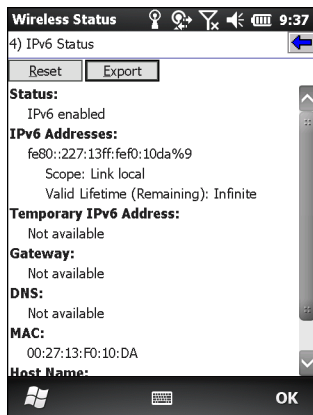 Wireless Status 9:37
4) IPv6 Status
Reset Export
Status:
IPv6 enabled
IPv6 Addresses:
fe80::227:13ff:fef0:10da%9
Scope: Link local
Valid Lifetime (Remaining): Infinite
Temporary IPv6 Address:
Not available
Gateway:
Not available
DNS:
Not available
MAC:
00:27:13:F0:10:DA
Host Name:
OK